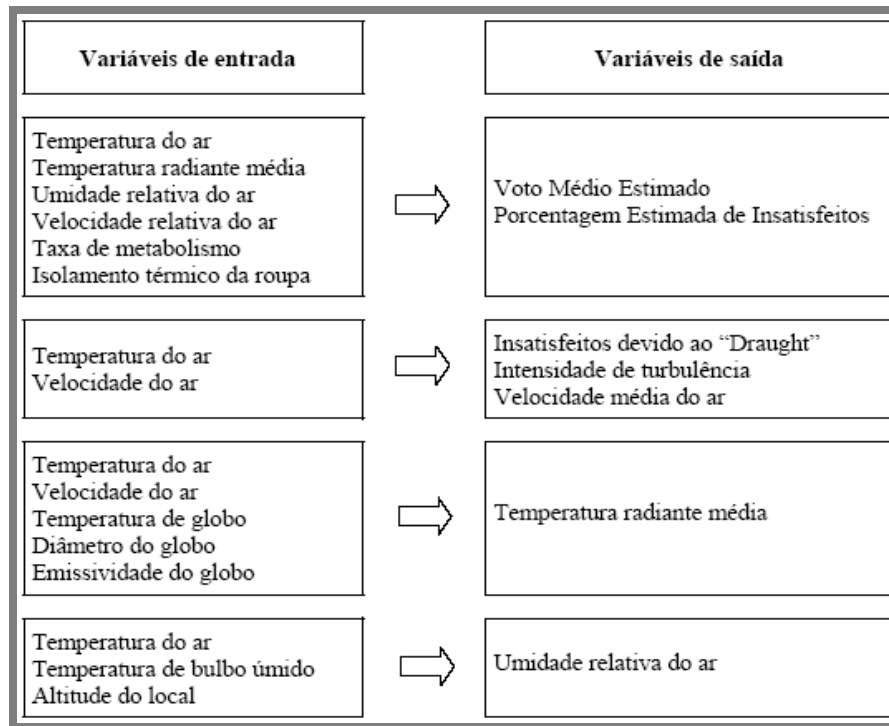 Variáveis de entrada
Variáveis de saída
Temperatura do ar
Temperatura radiante média
Umidade relativa do ar
Velocidade relativa do ar
Taxa de metabolismo
Isolamento térmico da roupa
Voto Médio Estimado
Porcentagem Estimada de Insatisfeitos
Temperatura do ar
Velocidade do ar
Insatisfeitos devido ao “Draught”
Intensidade de turbulência
Velocidade média do ar
Temperatura do ar
Velocidade do ar
Temperatura de globo
Diâmetro do globo
Emissividade do globo
Temperatura radiante média
Temperatura do ar
Temperatura de bulbo úmido
Altitude do local
Umidade relativa do ar